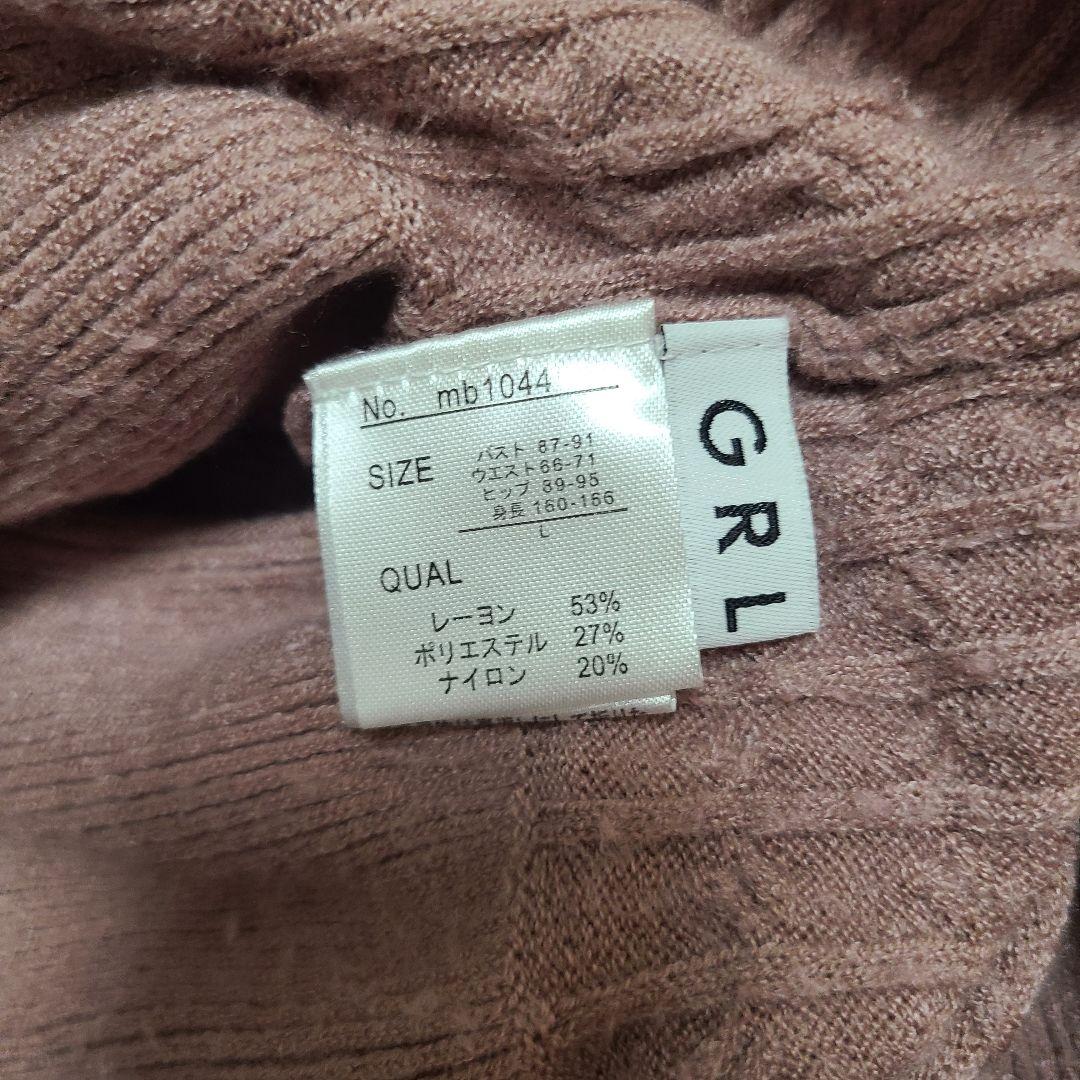 No. mb1044
SIZE
バスト 87-91
ウエスト66-71
ヒップ 89-95
身長 160-166
L
QUAL
レーヨン 53%
ポリエステル 27%
ナイロン 20%
GRL